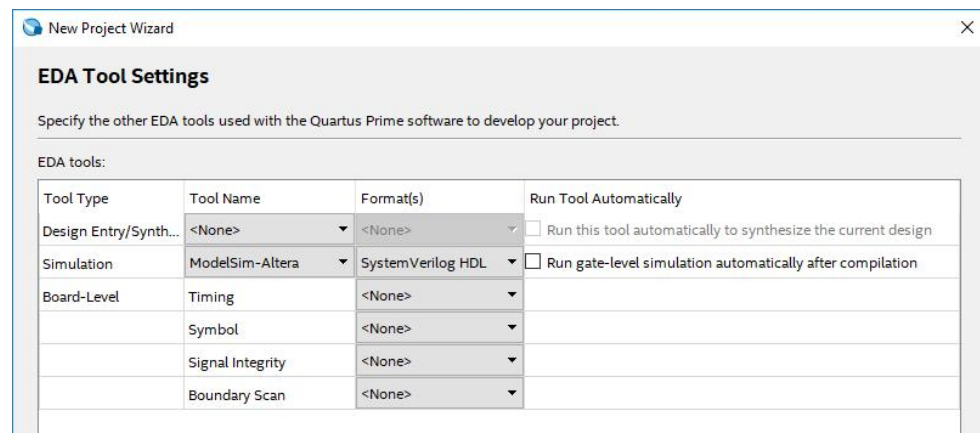 New Project Wizard
EDA Tool Settings
Specify the other EDA tools used with the Quartus Prime software to develop your project.
EDA tools:
Tool Type Tool Name Format(s) Run Tool Automatically
Design Entry/Synth... <None> <None> Run this tool automatically to synthesize the current design
Simulation ModelSim-Altera SystemVerilog HDL Run gate-level simulation automatically after compilation
Board-Level Timing <None>
Symbol <None>
Signal Integrity <None>
Boundary Scan <None>